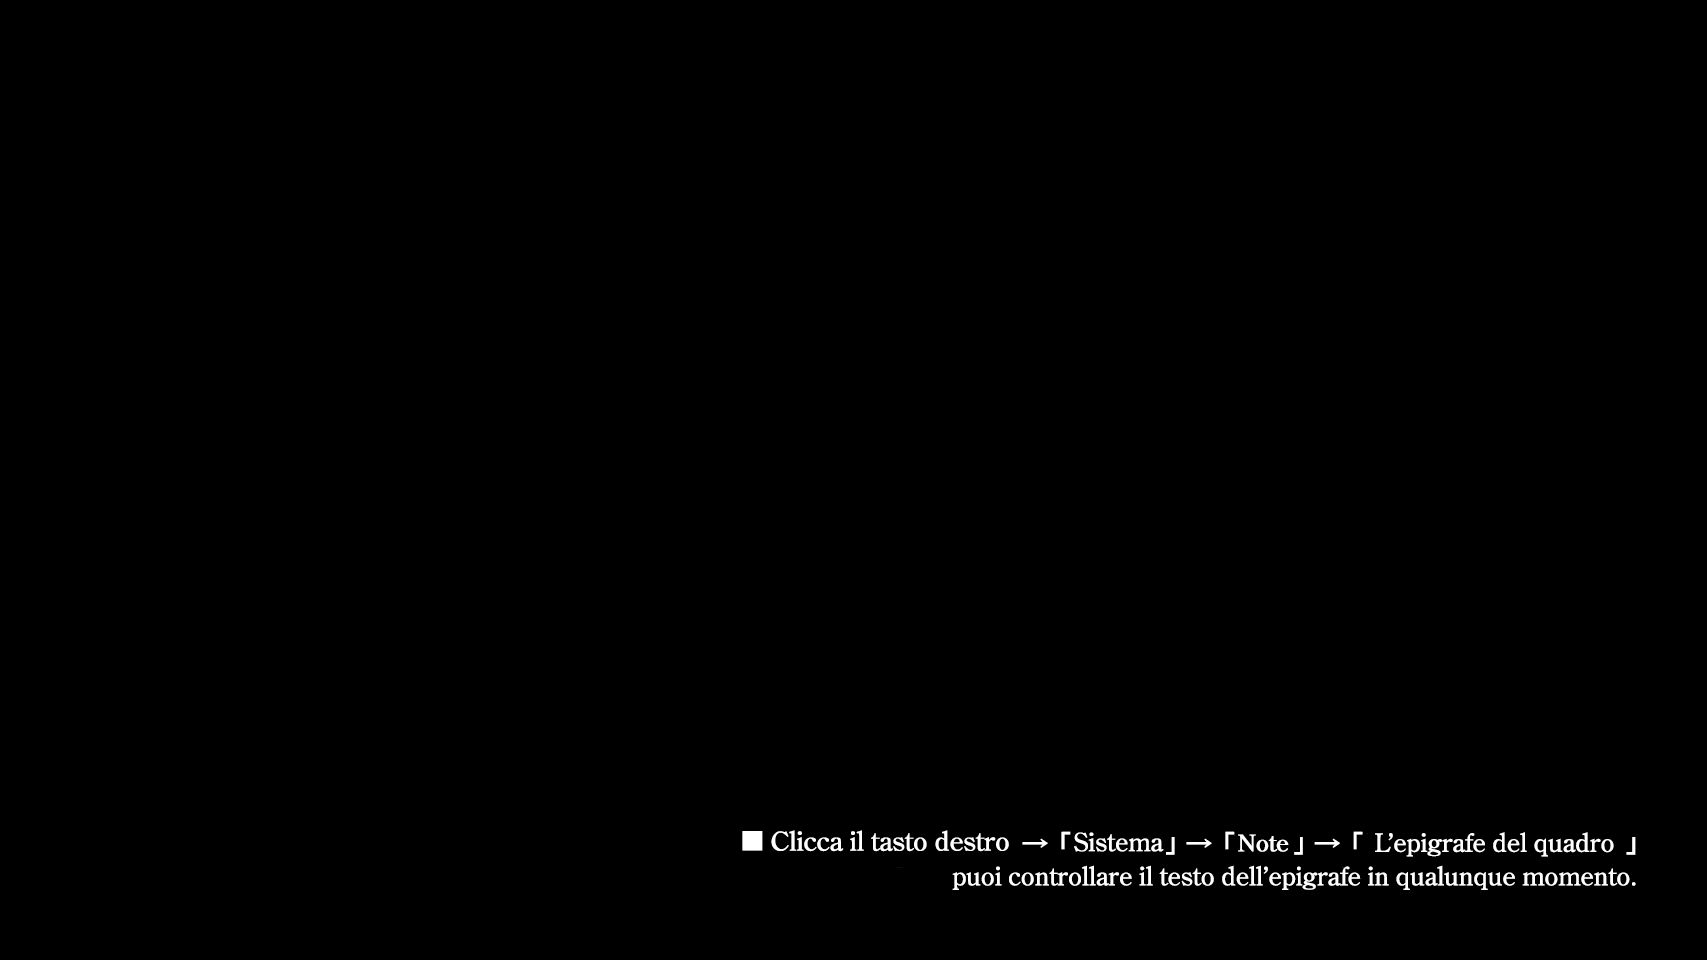 ■ Clicca il tasto destro →「Sistema」→「Note 」→「 L’epigrafe del quadro 」
puoi controllare il testo dell’epigrafe in qualunque momento.